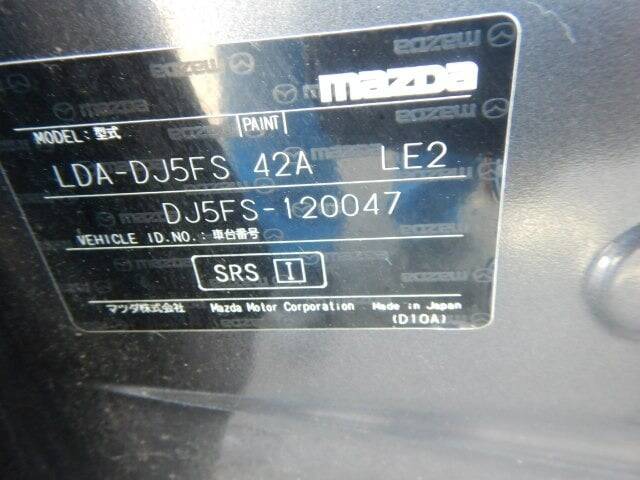 mazda
MODEL:型式 PAINT
LDA-DJ5FS 42A LE2
DJ5FS-120047
VEHICLE ID.NO.:車台番号
SRS I
マツダ株式会社 Mazda Motor Corporation Made in Japan
(D10A)